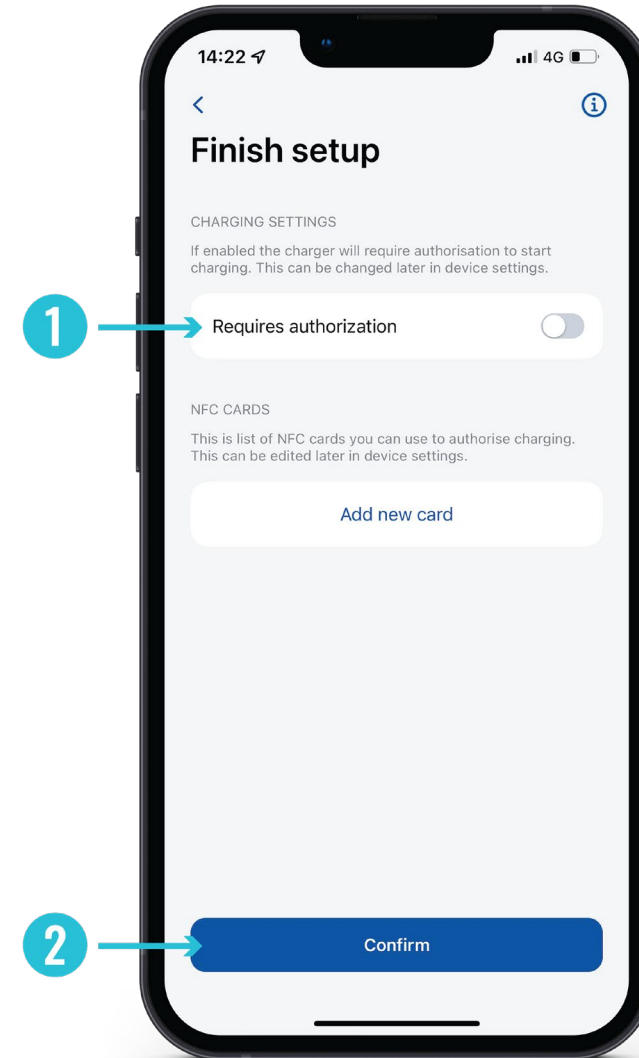 14:22
4G
Finish setup
CHARGING SETTINGS
If enabled the charger will require authorisation to start
charging. This can be changed later in device settings.
1
Requires authorization
NFC CARDS
This is list of NFC cards you can use to authorise charging.
This can be edited later in device settings.
Add new card
2
Confirm